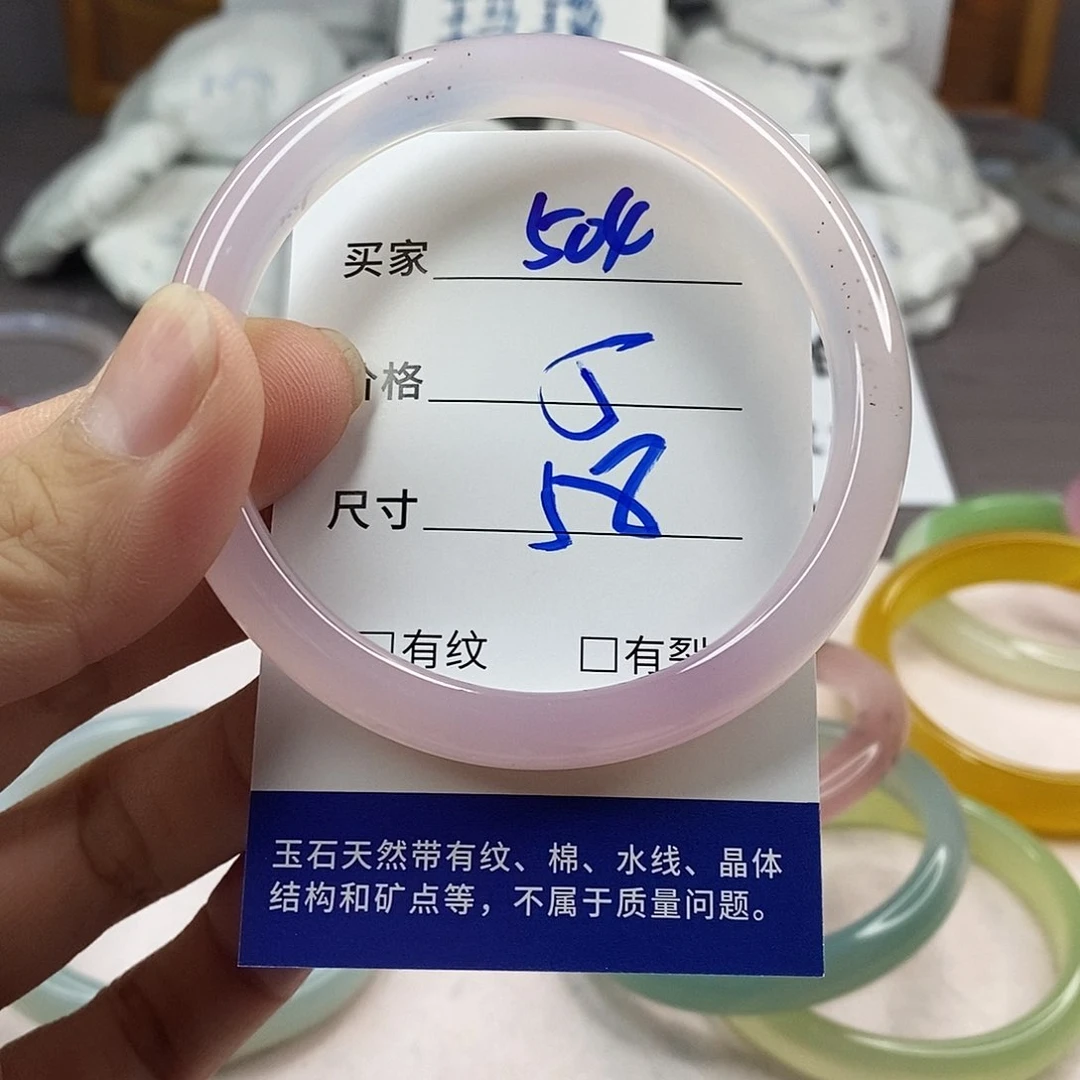 买家 504
价格
尺寸 58
□有纹 □有裂
玉石天然带有纹、棉、水线、晶体
结构和矿点等，不属于质量问题。